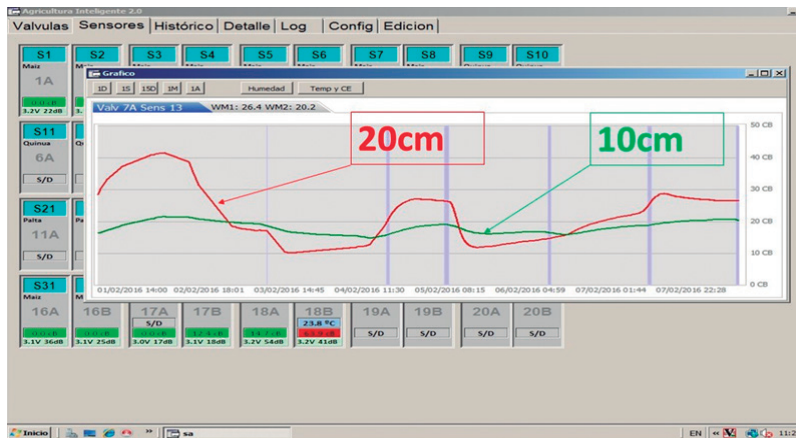 Agricultura Inteligente 2.0
Valvulas Sensores Histórico Detalle Log Config Edicion
S1 S2 S3 S4 S5 S6 S7 S8 S9 S10
Maiz
1A
3.2V 22dB
Grafico
1D 1S 15D 1M 1A Humedad Temp y CE
Valv 7A Sens 13 WM1: 26.4 WM2: 20.2
20cm
10cm
50 CB
40 CB
30 CB
20 CB
10 CB
0 CB
01/02/2016 14:00 02/02/2016 18:01 03/02/2016 14:45 04/02/2016 11:30 05/02/2016 08:15 06/02/2016 04:59 07/02/2016 01:44 07/02/2016 22:28
S11
Quinua
6A
S/D
S21
Palta
11A
S/D
S31
Maiz
16A 16B 17A 17B 18A 18B 19A 19B 20A 20B
S/D 23.8 ºC
S/D S/D S/D S/D
3.1V 36dB 3.1V 25dB 3.0V 17dB 3.1V 18dB 3.2V 54dB 3.2V 41dB
Inicio » sa EN « 11:2